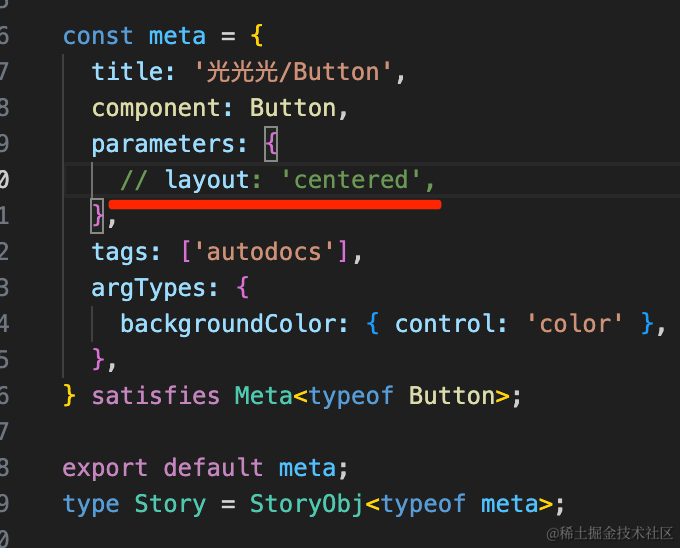 6 const meta = {
7 title: '光光光/Button',
8 component: Button,
9 parameters: {
0 // layout: 'centered',
1 },
2 tags: ['autodocs'],
3 argTypes: {
4 backgroundColor: { control: 'color' },
5 },
6 } satisfies Meta<typeof Button>;
7
8 export default meta;
9 type Story = StoryObj<typeof meta>;
0
@稀土掘金技术社区